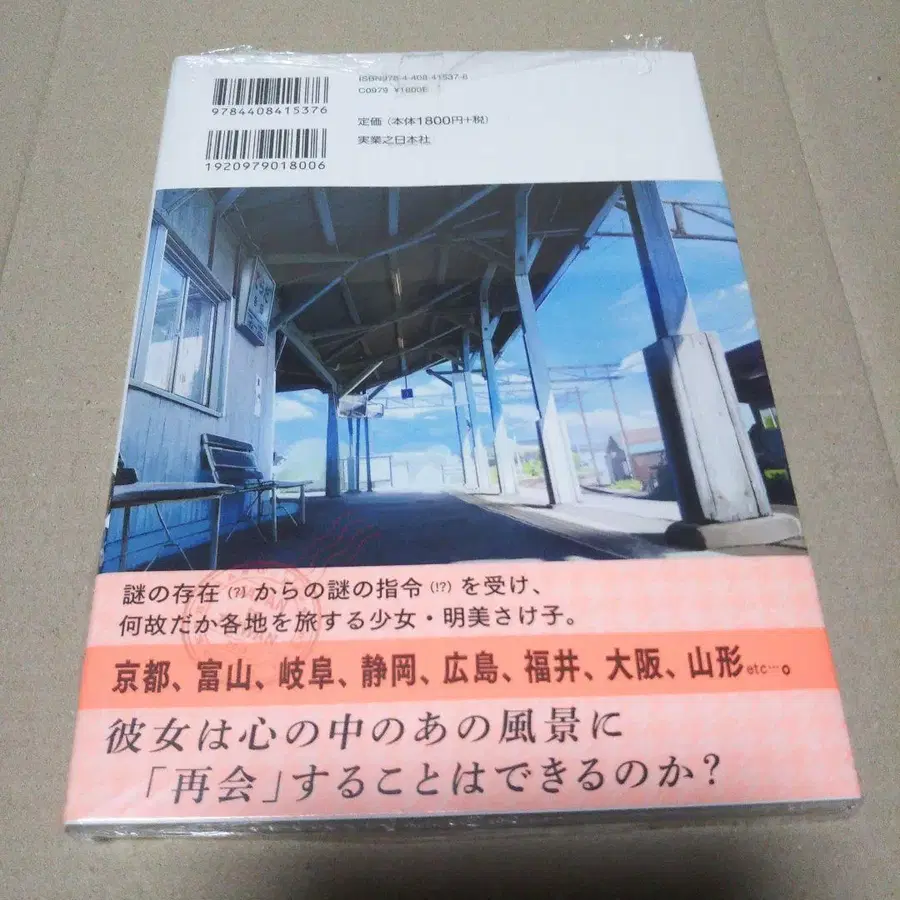 ISBN978-4-408-41537-6
C0979 ¥1800E
9784408415376
定価(本体1800円+税)
実業之日本社
1920979018006
謎の存在(?)からの謎の指令(!?)を受け、
何故だか各地を旅する少女・明美さけ子。
京都、富山、岐阜、静岡、広島、福井、大阪、山形etc…。
彼女は心の中のあの風景に
「再会」することはできるのか?